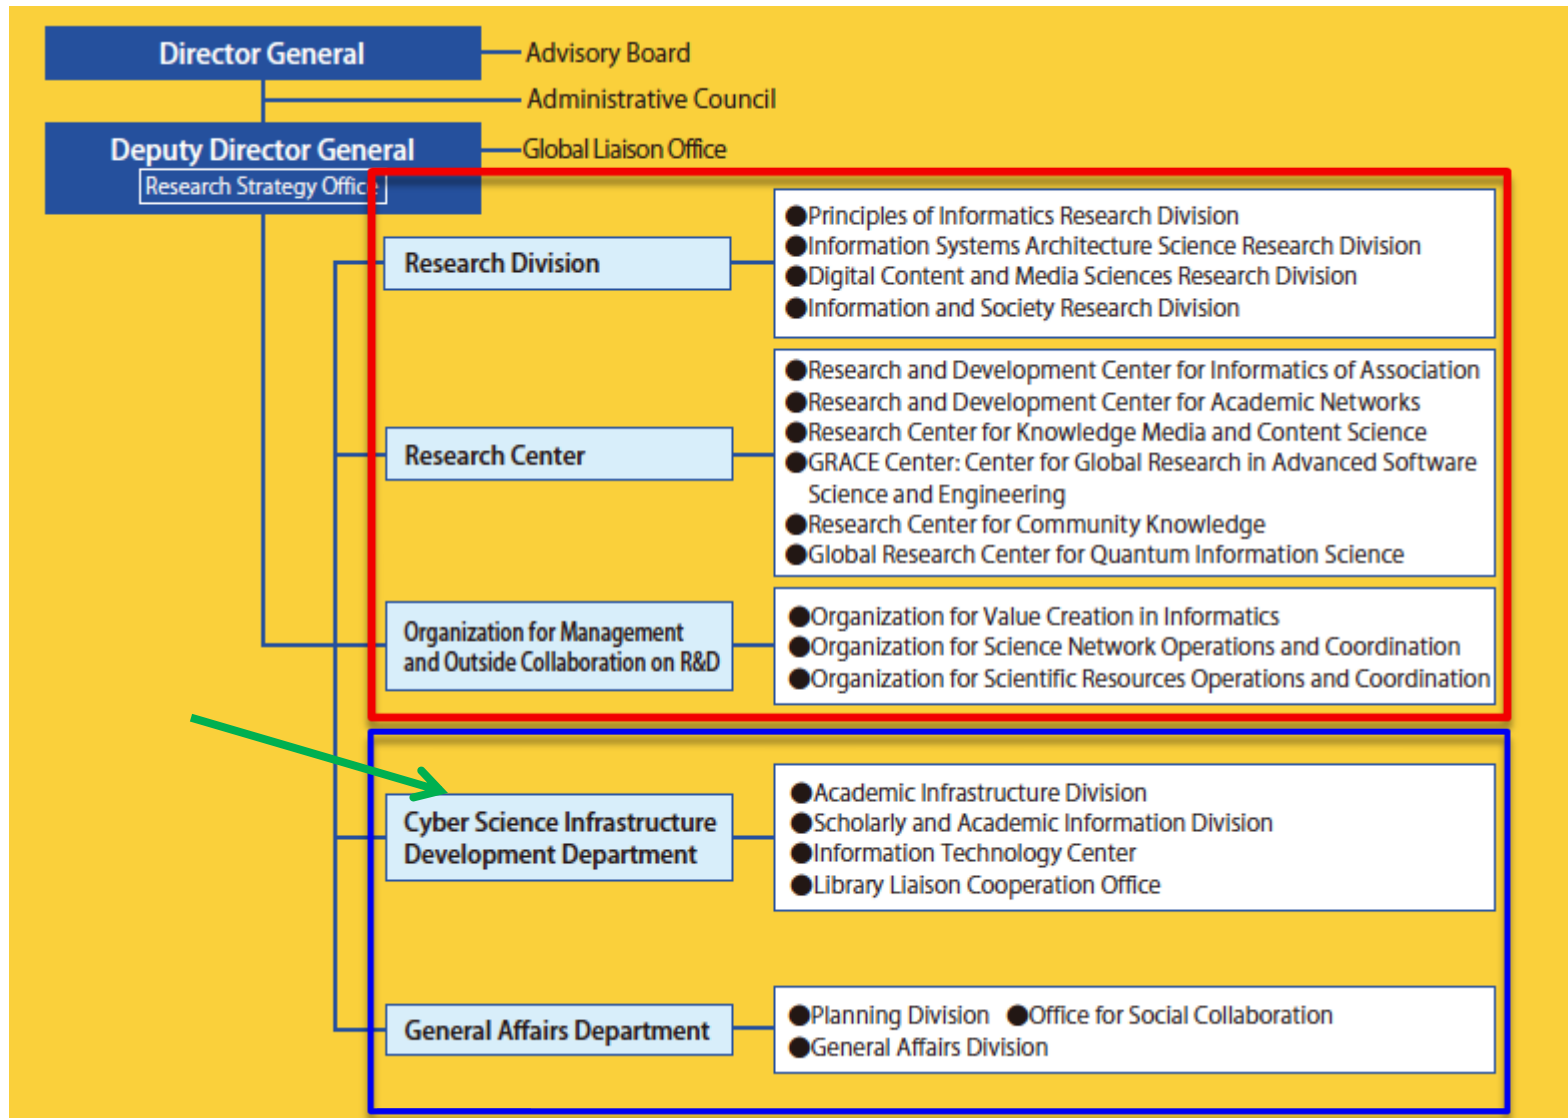 Director General
Advisory Board
Administrative Council
Deputy Director General
Global Liaison Office
Research Strategy Office
Research Division
●Principles of Informatics Research Division
●Information Systems Architecture Science Research Division
●Digital Content and Media Sciences Research Division
●Information and Society Research Division
Research Center
●Research and Development Center for Informatics of Association
●Research and Development Center for Academic Networks
●Research Center for Knowledge Media and Content Science
●GRACE Center: Center for Global Research in Advanced Software
Science and Engineering
●Research Center for Community Knowledge
●Global Research Center for Quantum Information Science
Organization for Management
and Outside Collaboration on R&D
●Organization for Value Creation in Informatics
●Organization for Science Network Operations and Coordination
●Organization for Scientific Resources Operations and Coordination
Cyber Science Infrastructure
Development Department
●Academic Infrastructure Division
●Scholarly and Academic Information Division
●Information Technology Center
●Library Liaison Cooperation Office
General Affairs Department
●Planning Division ●Office for Social Collaboration
●General Affairs Division